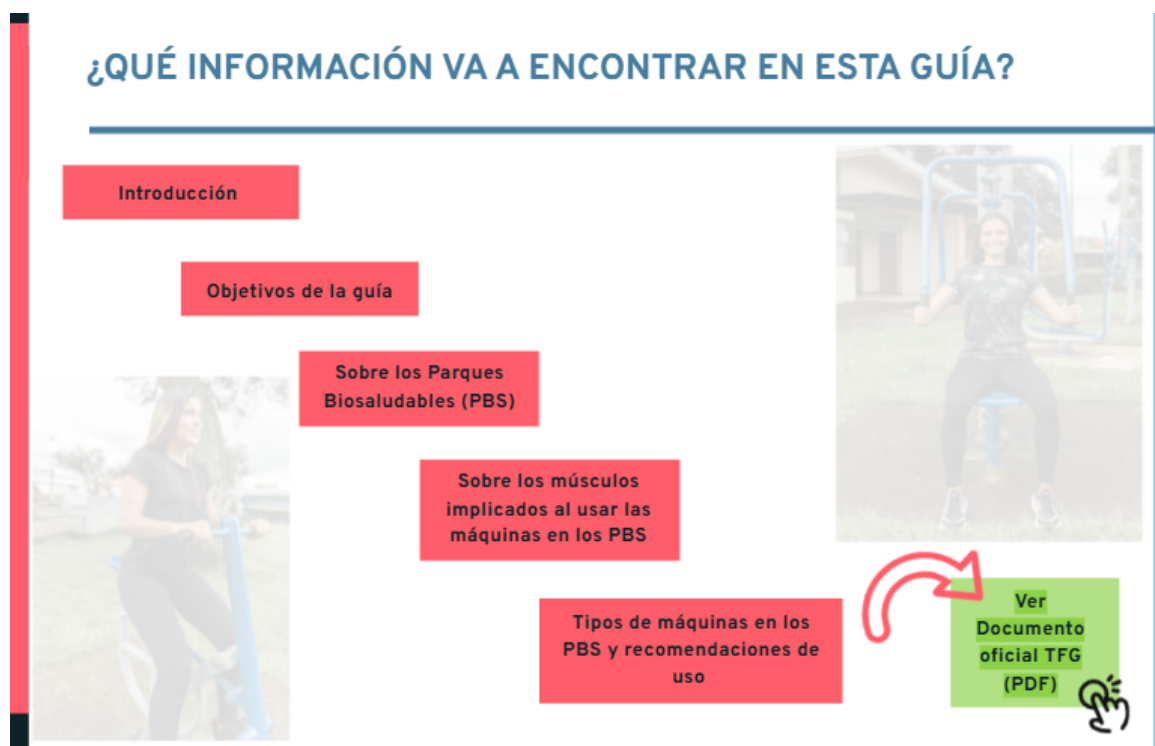 ¿QUÉ INFORMACIÓN VA A ENCONTRAR EN ESTA GUÍA?
Introducción
Objetivos de la guía
Sobre los Parques
Biosaludables (PBS)
Sobre los músculos
implicados al usar las
máquinas en los PBS
Tipos de máquinas en los
PBS y recomendaciones de
uso
Ver
Documento
oficial TFG
(PDF)